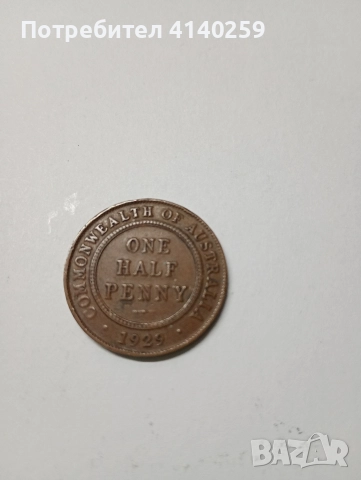 Потребител 4140259
COMMONWEALTH OF AUSTRALIA
ONE
HALF
PENNY
· 1929 ·
BAZAR